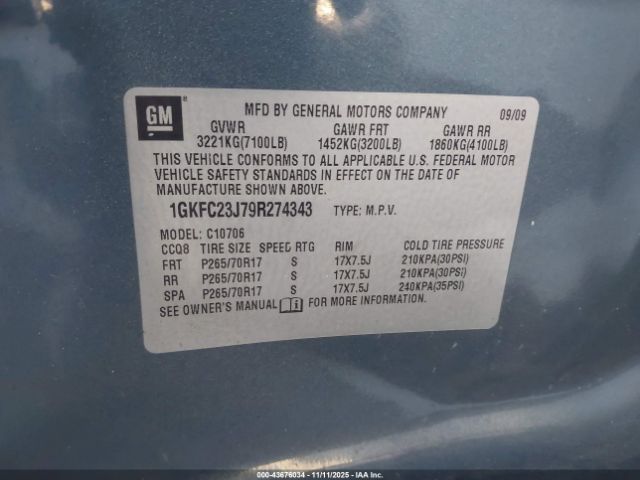 GM ® MFD BY GENERAL MOTORS COMPANY 09/09
GVWR GAWR FRT GAWR RR
3221KG(7100LB) 1452KG(3200LB) 1860KG(4100LB)
THIS VEHICLE CONFORMS TO ALL APPLICABLE U.S. FEDERAL MOTOR
VEHICLE SAFETY STANDARDS IN EFFECT ON THE DATE OF
MANUFACTURE SHOWN ABOVE.
1GKFC23J79R274343 TYPE: M.P.V.
MODEL: C10706
CCQ8 TIRE SIZE SPEED RTG RIM COLD TIRE PRESSURE
FRT P265/70R17 S 17X7.5J 210KPA(30PSI)
RR P265/70R17 S 17X7.5J 210KPA(30PSI)
SPA P265/70R17 S 17X7.5J 240KPA(35PSI)
SEE OWNER'S MANUAL i FOR MORE INFORMATION.
000-43676034 - 11/11/2025 - IAAI.COM